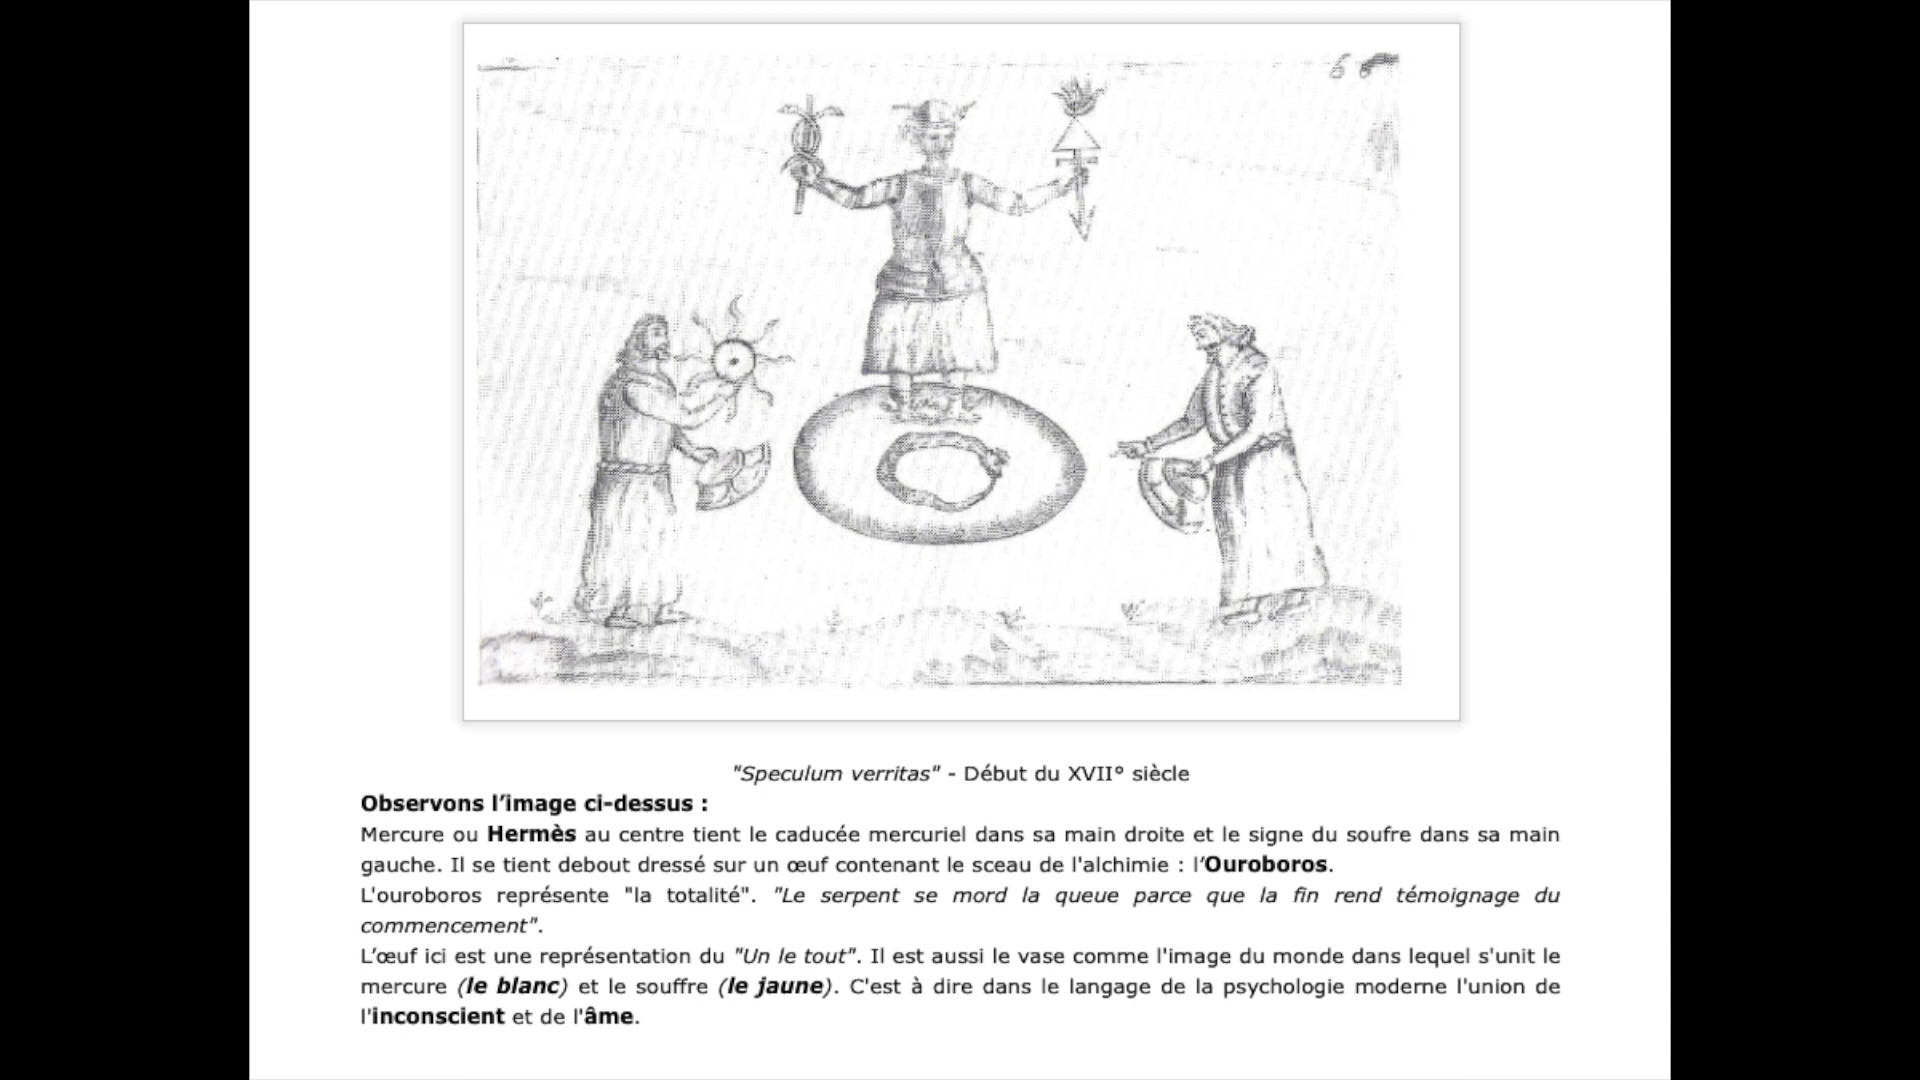 6
"Speculum verritas" - Début du XVII° siècle
Observons l’image ci-dessus :
Mercure ou Hermès au centre tient le caducée mercuriel dans sa main droite et le signe du soufre dans sa main
gauche. Il se tient debout dressé sur un œuf contenant le sceau de l'alchimie : l’Ouroboros.
L'ouroboros représente "la totalité". "Le serpent se mord la queue parce que la fin rend témoignage du
commencement".
L’œuf ici est une représentation du "Un le tout". Il est aussi le vase comme l'image du monde dans lequel s'unit le
mercure (le blanc) et le souffre (le jaune). C'est à dire dans le langage de la psychologie moderne l'union de
l'inconscient et de l'âme.